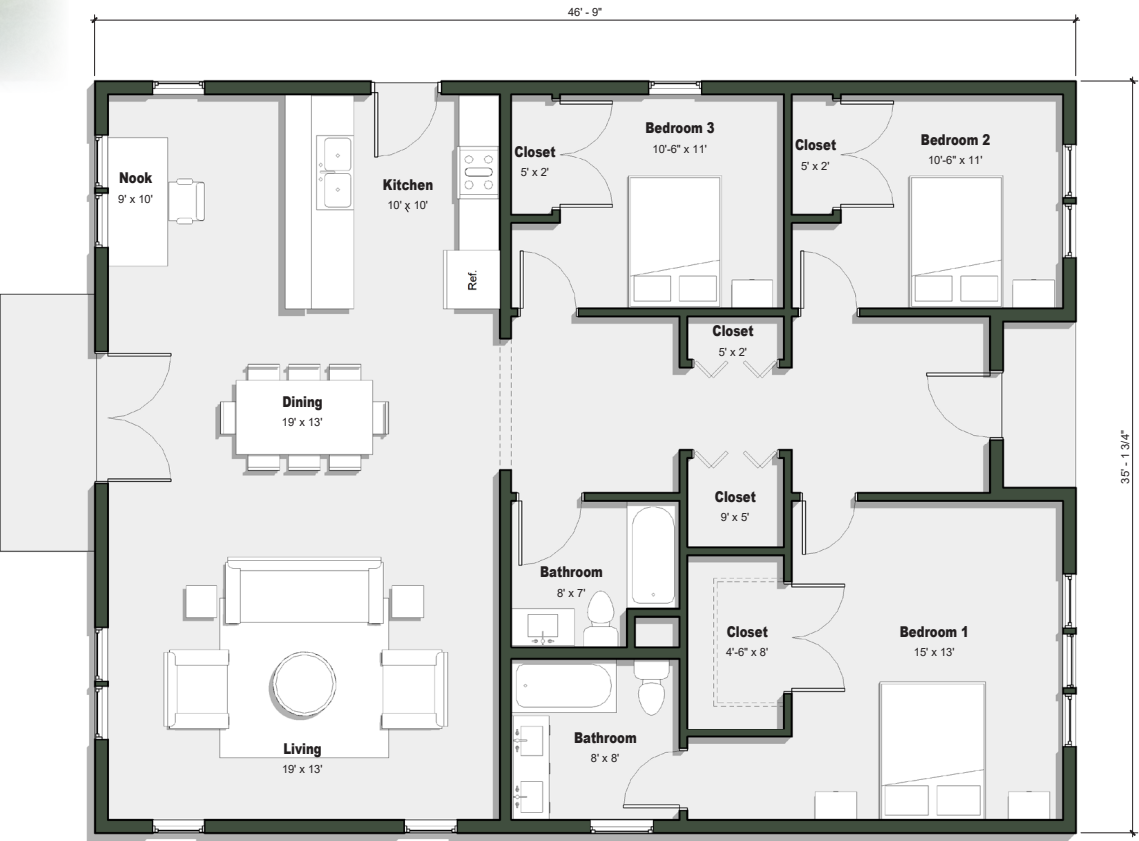 46' - 9"
Bedroom 3
10'-6" x 11'
Closet
5' x 2'
Bedroom 2
10'-6" x 11'
Closet
5' x 2'
Nook
9' x 10'
Kitchen
10' x 10'
Ref.
Closet
5' x 2'
Dining
19' x 13'
35' - 1 3/4"
Closet
9' x 5'
Bathroom
8' x 7'
Closet
4'-6" x 8'
Bedroom 1
15' x 13'
Living
19' x 13'
Bathroom
8' x 8'